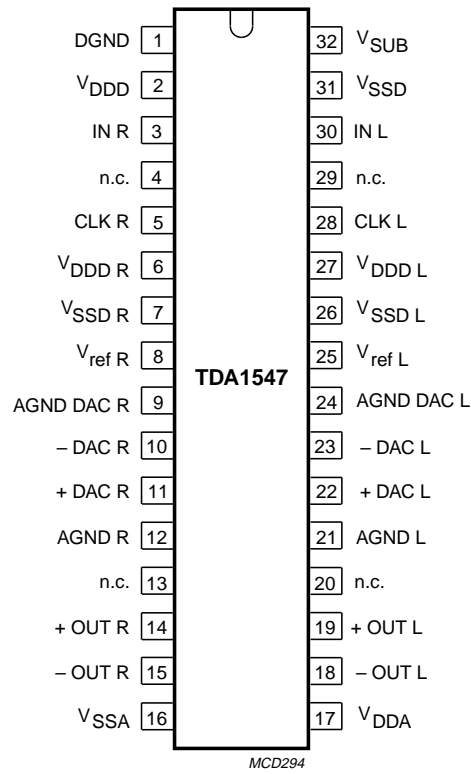 DGND 1 32 VSUB
VDDD 2 31 VSSD
IN R 3 30 IN L
n.c. 4 29 n.c.
CLK R 5 28 CLK L
VDDD R 6 27 VDDD L
VSSD R 7 26 VSSD L
Vref R 8 25 Vref L
TDA1547
AGND DAC R 9 24 AGND DAC L
– DAC R 10 23 – DAC L
+ DAC R 11 22 + DAC L
AGND R 12 21 AGND L
n.c. 13 20 n.c.
+ OUT R 14 19 + OUT L
– OUT R 15 18 – OUT L
VSSA 16 17 VDDA
MCD294